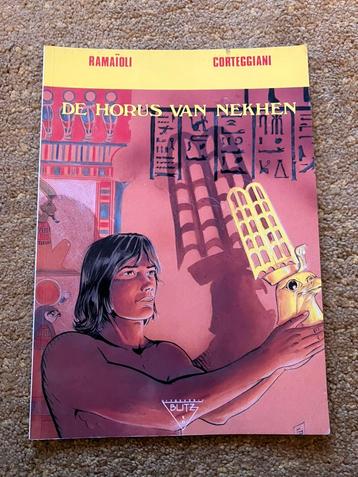 RAMAÏOLI CORTEGGIANI
DE HORUS VAN NEKHEN
BLITZ